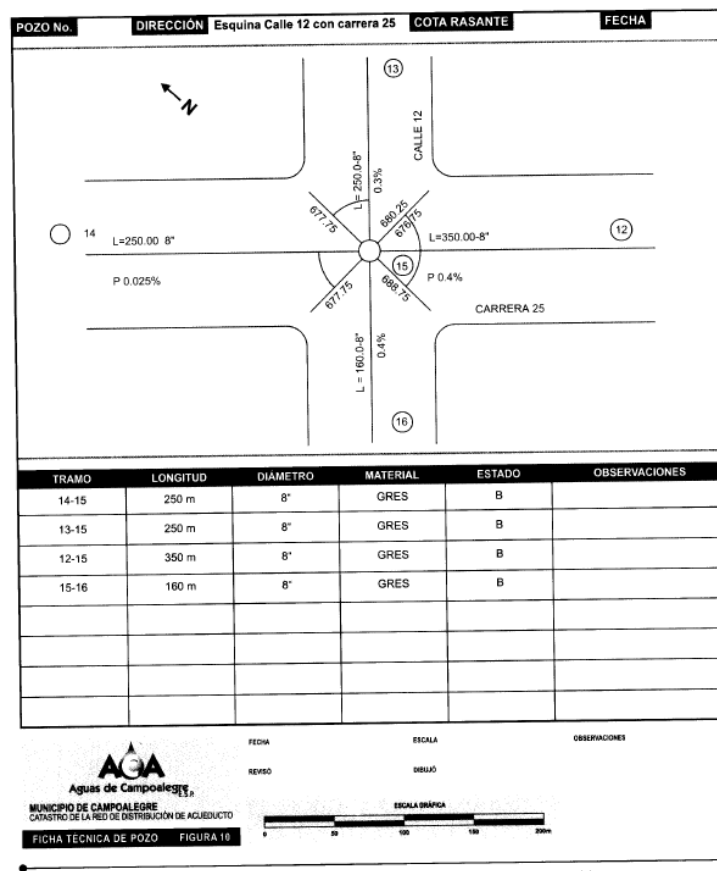 POZO No. DIRECCIÓN Esquina Calle 12 con carrera 25 COTA RASANTE FECHA
13
N
CALLE 12
L = 250.0-8"
0.3%
677.75
680.25
676.75
14
L=250.00 8"
L=350.00-8"
12
15
P 0.025%
P 0.4%
677.75
688.75
CARRERA 25
L = 160.0-8"
0.4%
16
TRAMO LONGITUD DIÁMETRO MATERIAL ESTADO OBSERVACIONES
14-15 250 m 8" GRES B
13-15 250 m 8" GRES B
12-15 350 m 8" GRES B
15-16 160 m 8" GRES B
FECHA ESCALA OBSERVACIONES
REVISÓ DIBUJÓ
AGA
Aguas de Campoalegre E.S.P.
MUNICIPIO DE CAMPOALEGRE
CATASTRO DE LA RED DE DISTRIBUCIÓN DE ACUEDUCTO
FICHA TÉCNICA DE POZO FIGURA 10
ESCALA GRÁFICA
0 50 100 150 200m